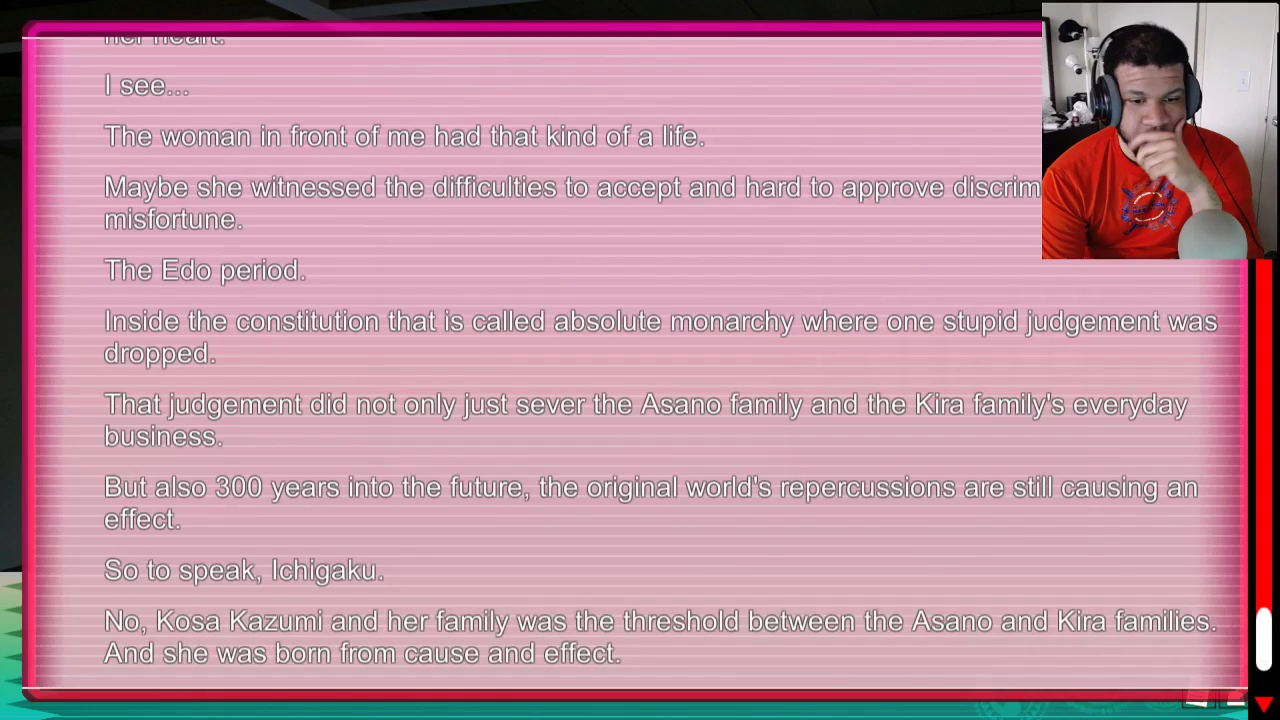 her heart.
I see...
The woman in front of me had that kind of a life.
Maybe she witnessed the difficulties to accept and hard to approve
misfortune.
The Edo period.
Inside the constitution that is called absolute monarchy where one stupid judgement was
dropped.
That judgement did not only just sever the Asano family and the Kira family's everyday
business.
But also 300 years into the future, the original world's repercussions are still causing an
effect.
So to speak, Ichigaku.
No, Kosa Kazumi and her family was the threshold between the Asano and Kira families.
And she was born from cause and effect.